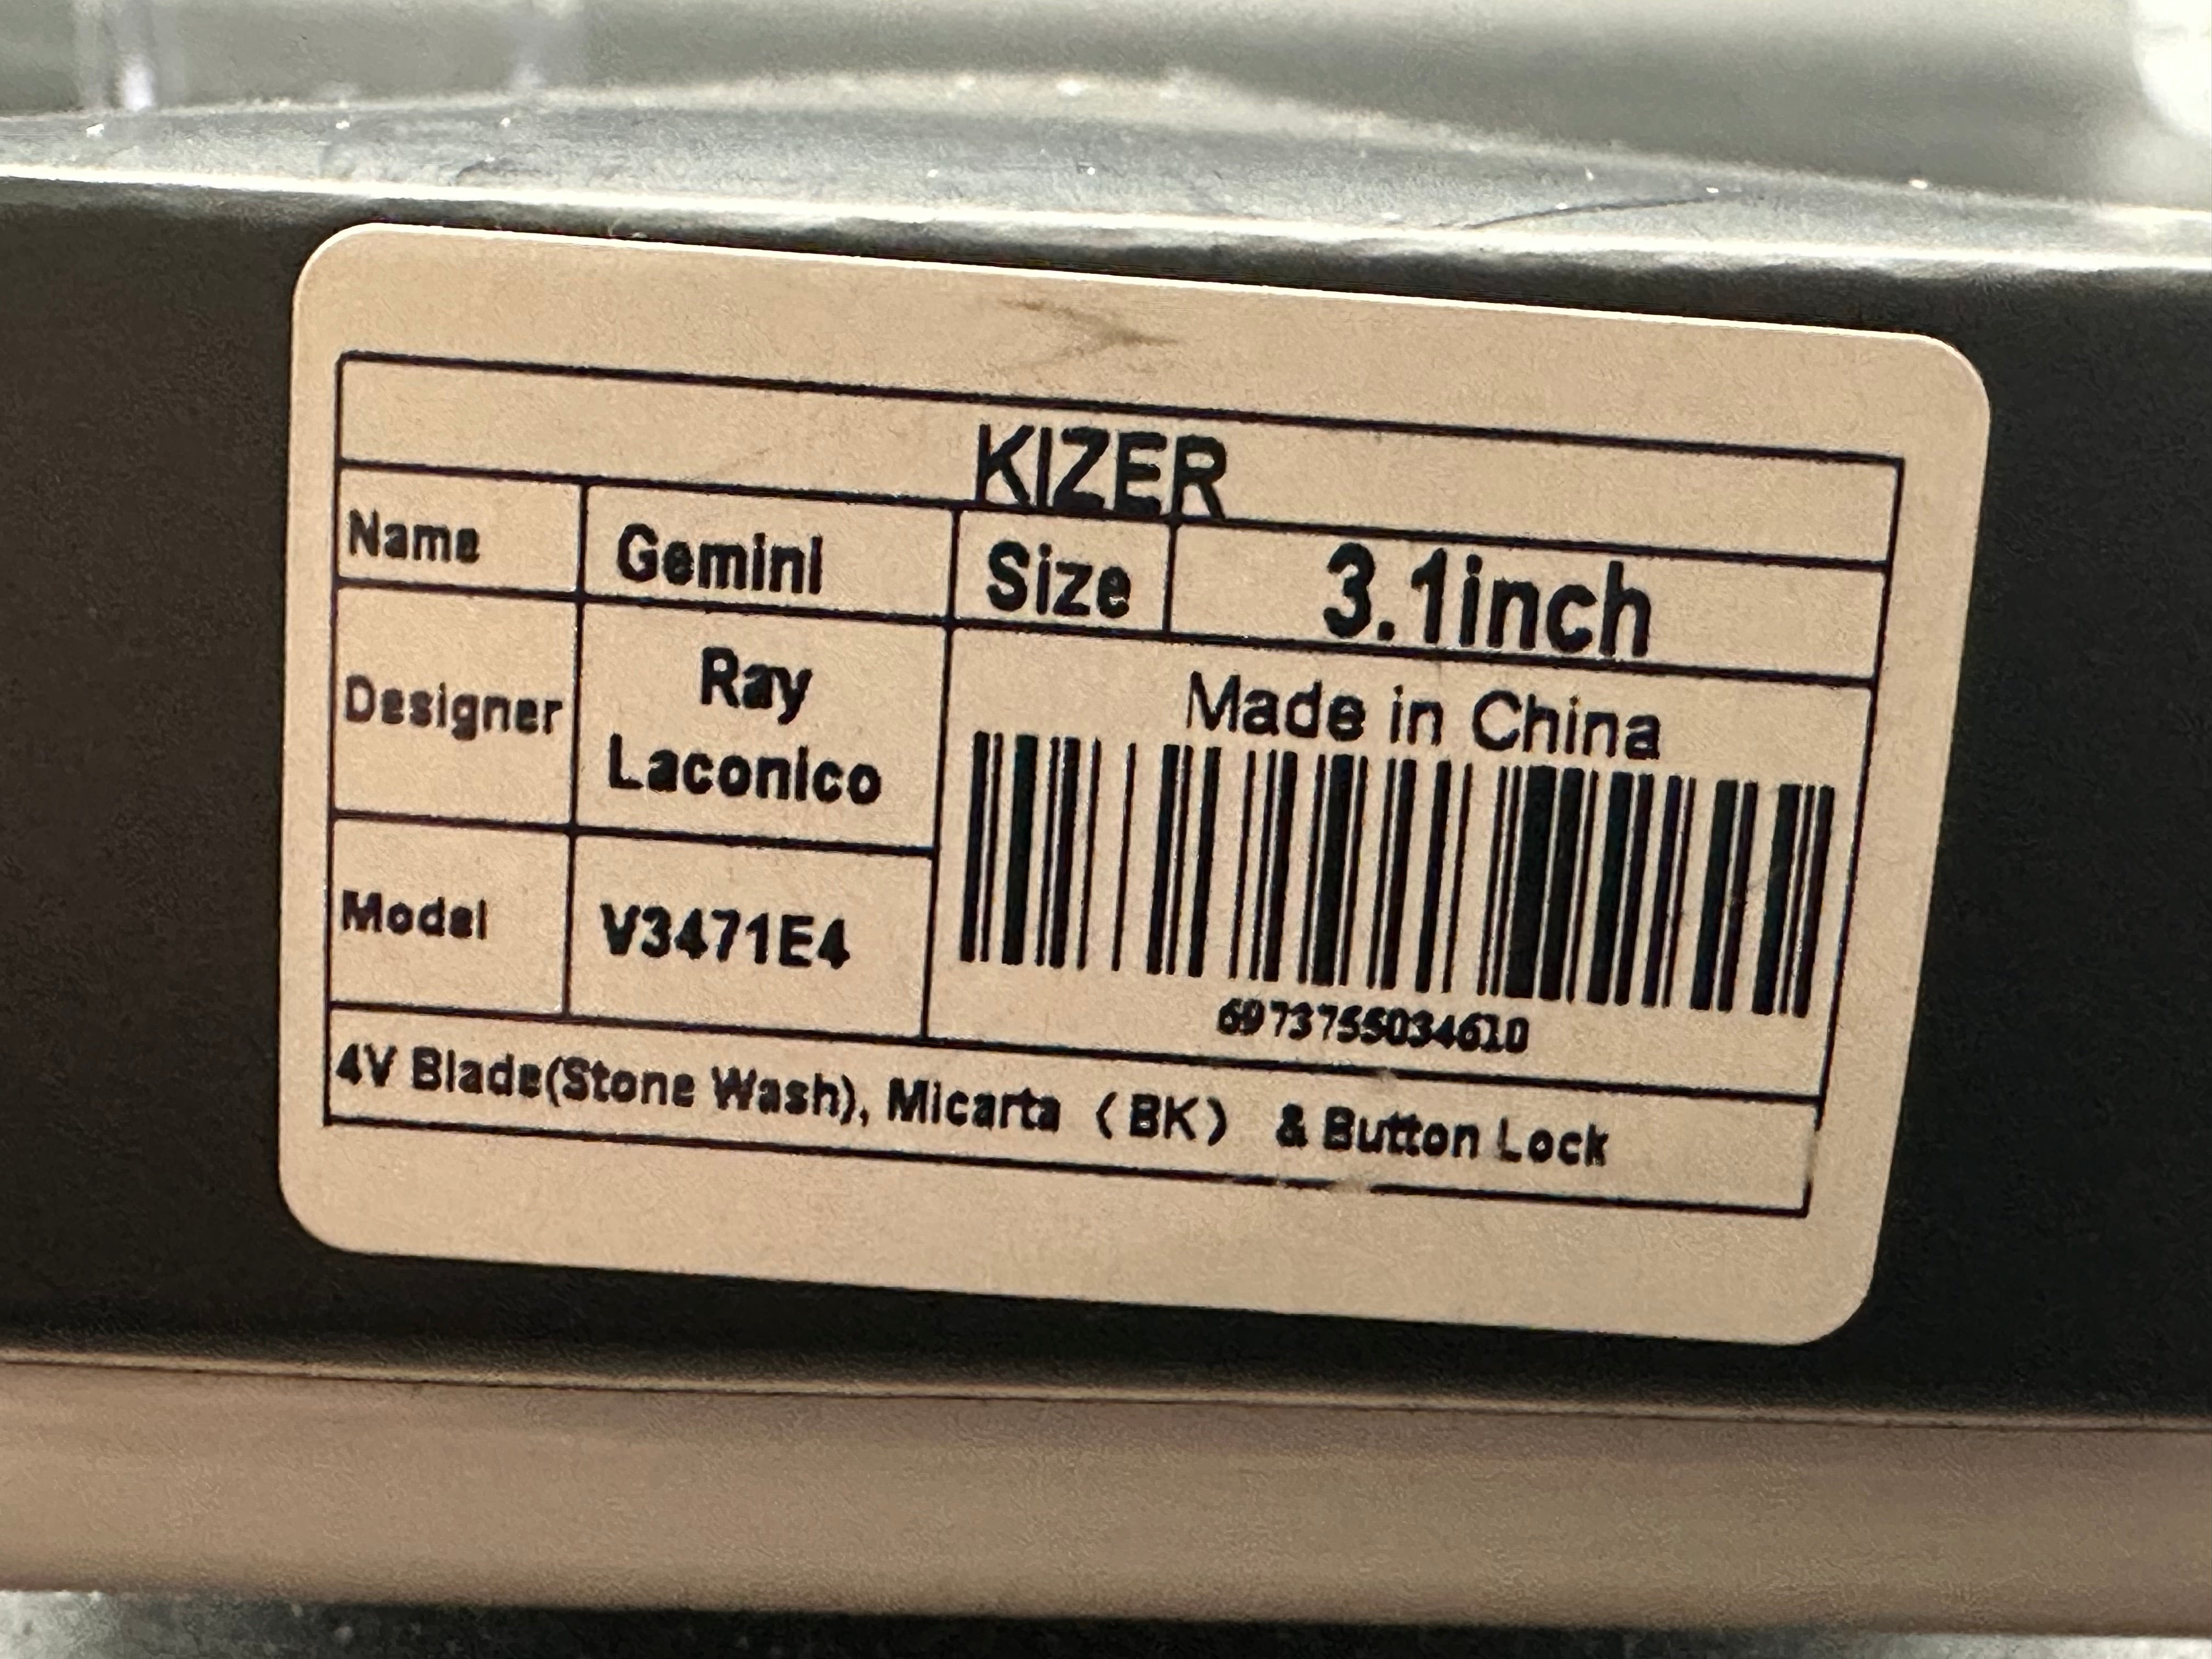 KIZER
Name Gemini Size 3.1inch
Designer Ray Laconico
Made in China
Model V3471E4
6973755034610
4V Blade(Stone Wash), Micarta（BK） & Button Lock